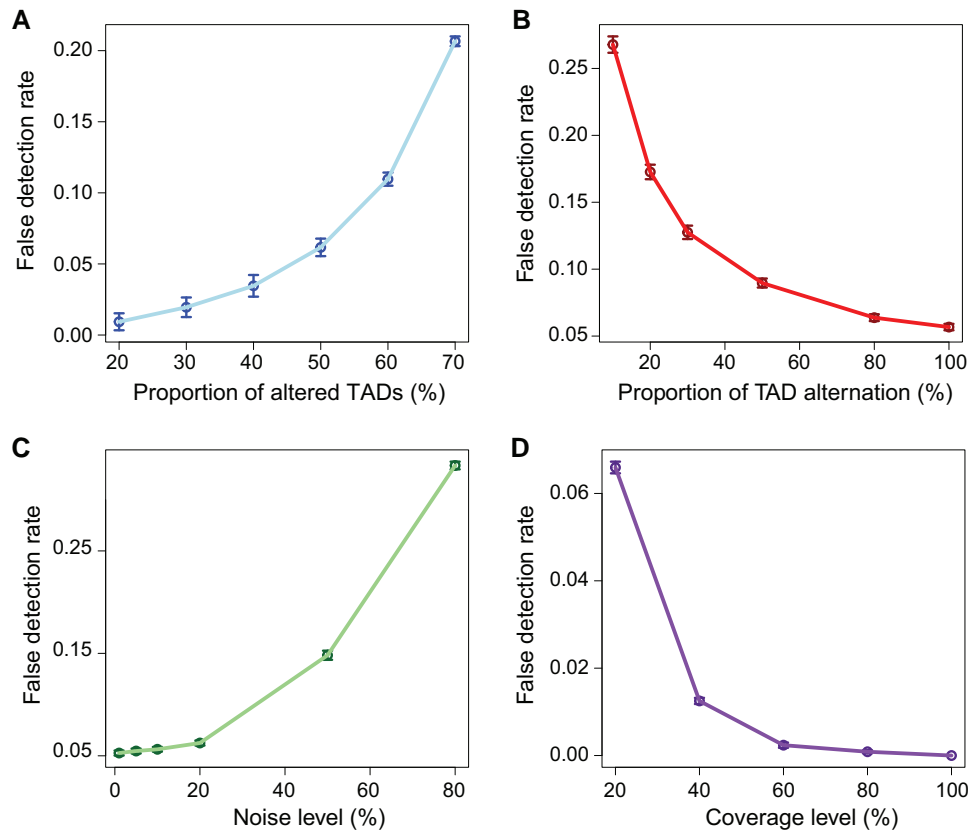 A
False detection rate
0.20
0.15
0.10
0.05
0.00
20 30 40 50 60 70
Proportion of altered TADs (%)
B
False detection rate
0.25
0.20
0.15
0.10
0.05
20 40 60 80 100
Proportion of TAD alternation (%)
C
False detection rate
0.25
0.15
0.05
0 20 40 60 80
Noise level (%)
D
False detection rate
0.06
0.04
0.02
0.00
20 40 60 80 100
Coverage level (%)